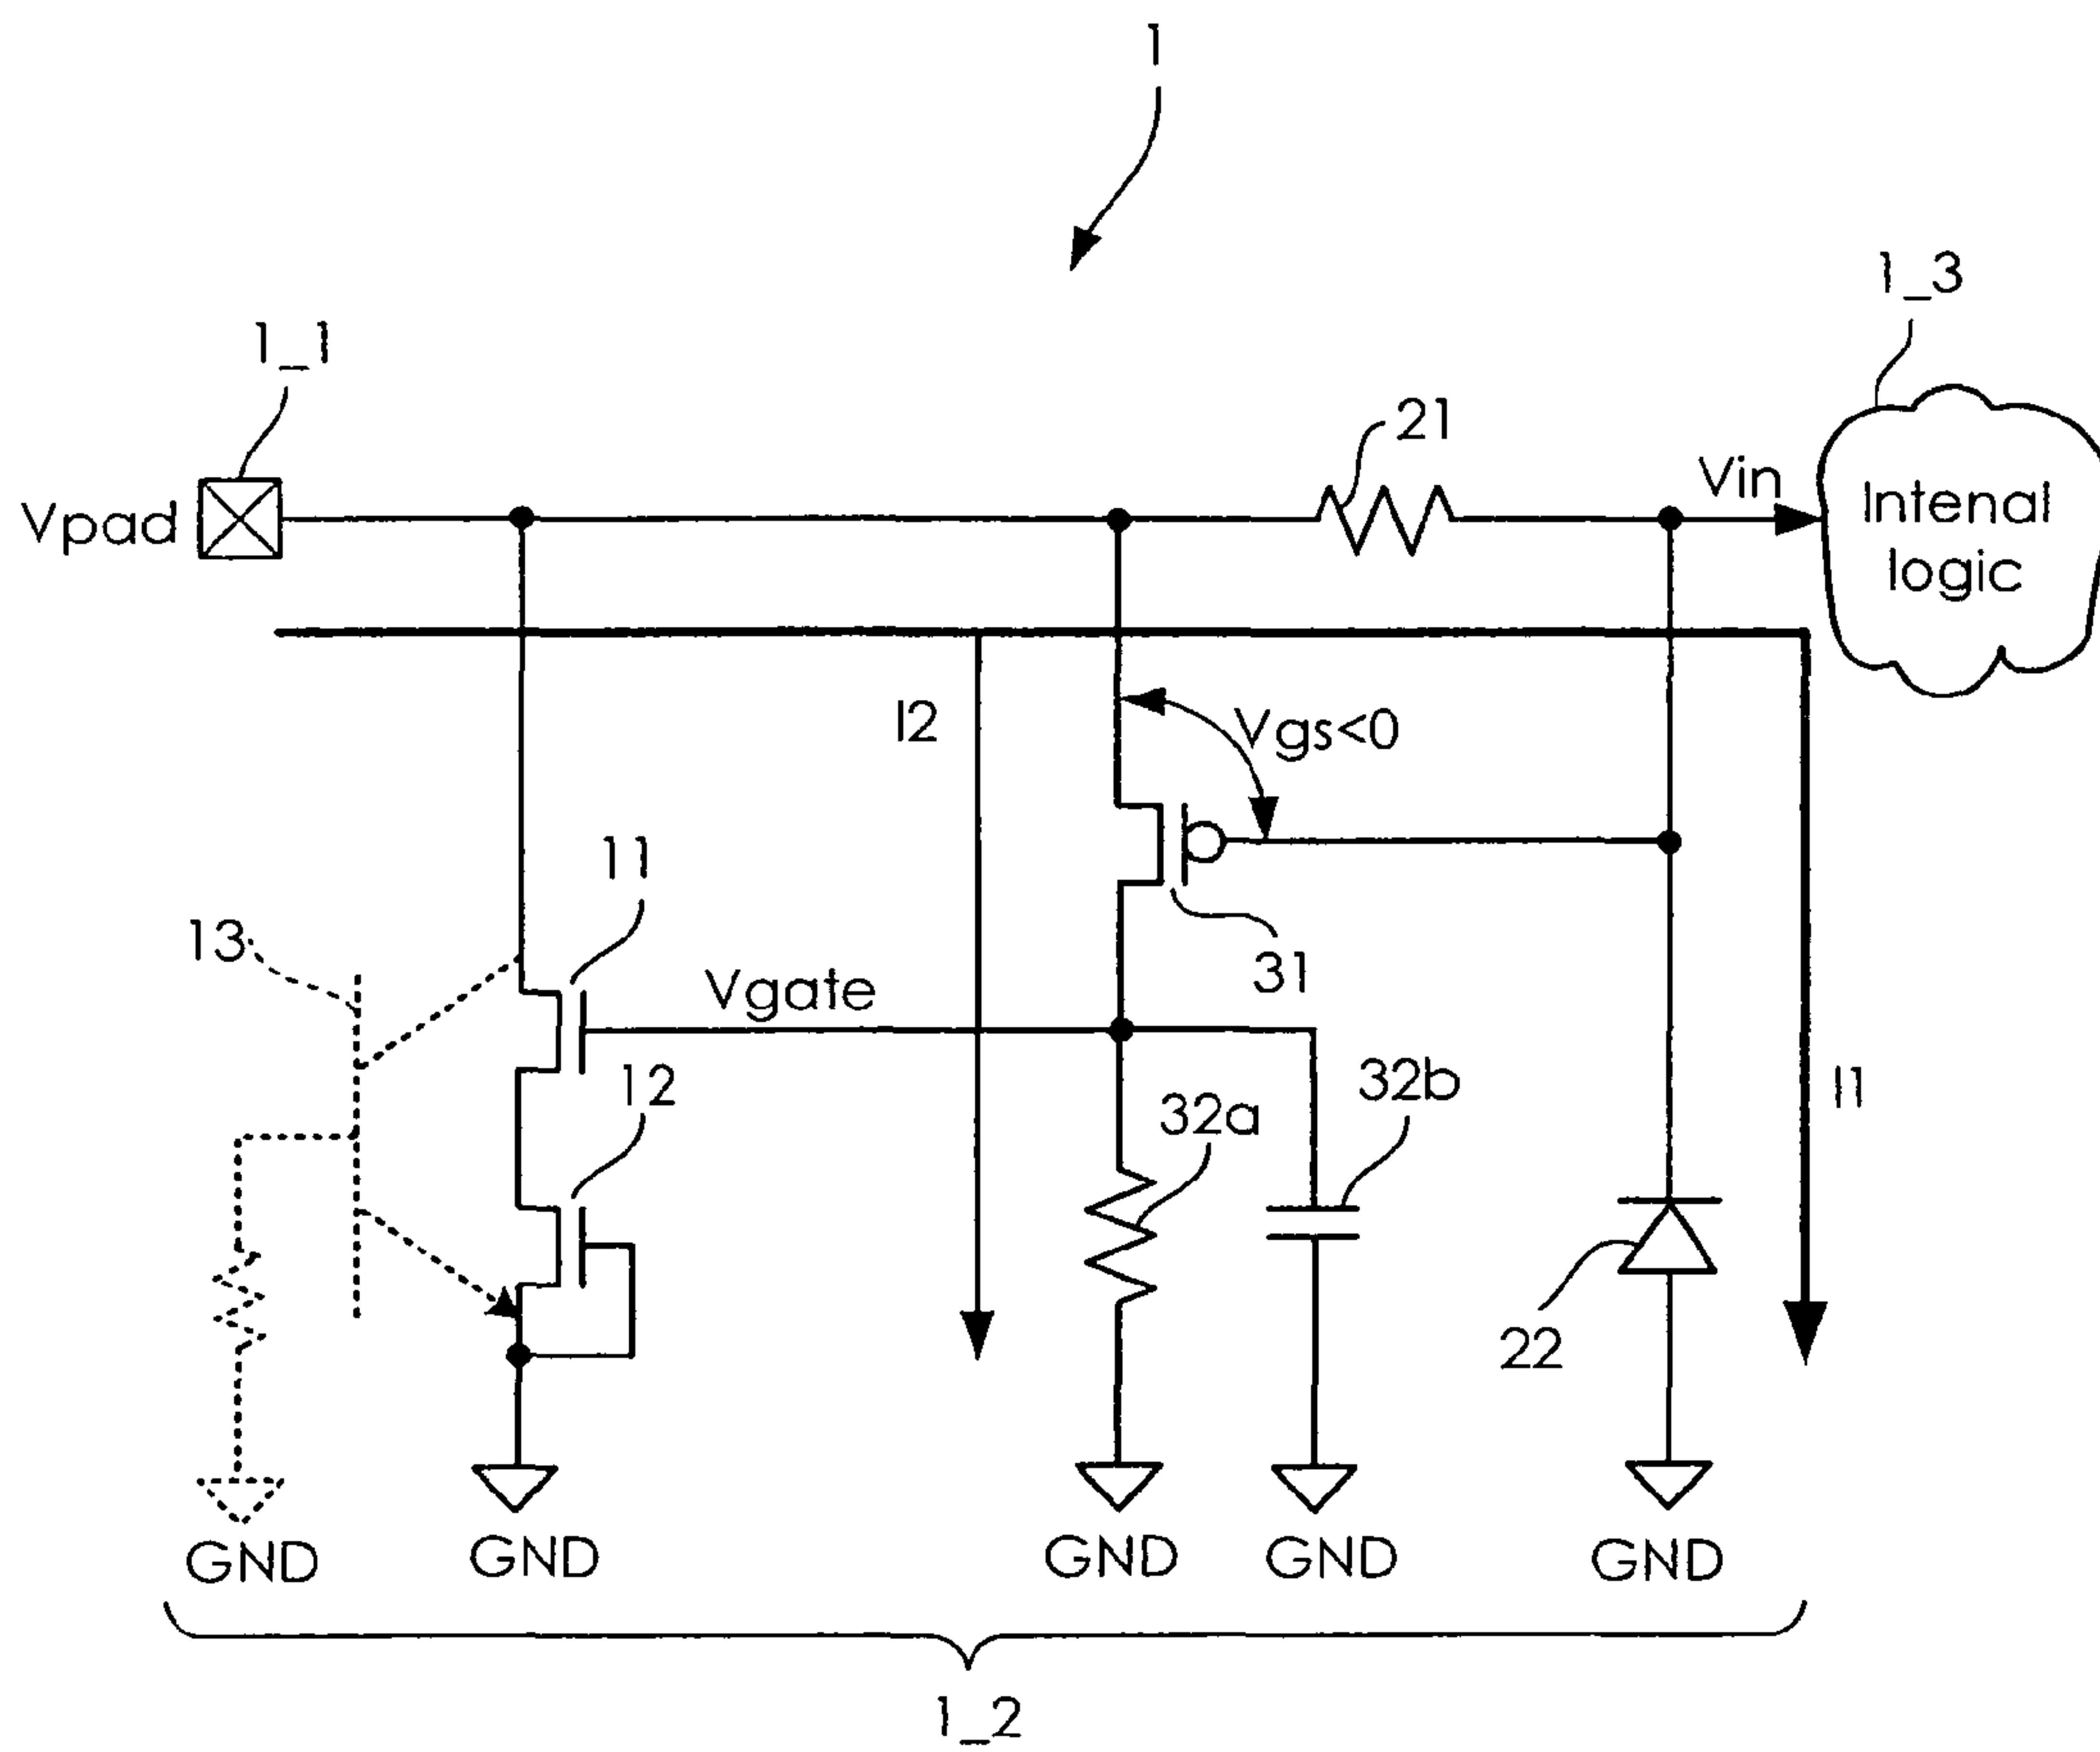 1
1_3
1_1
21
Vin
Vpad
Intenal
logic
I2
Vgs<0
11
13
31
Vgate
12
32b
32a
I1
22
GND
GND
GND
GND
GND
1_2